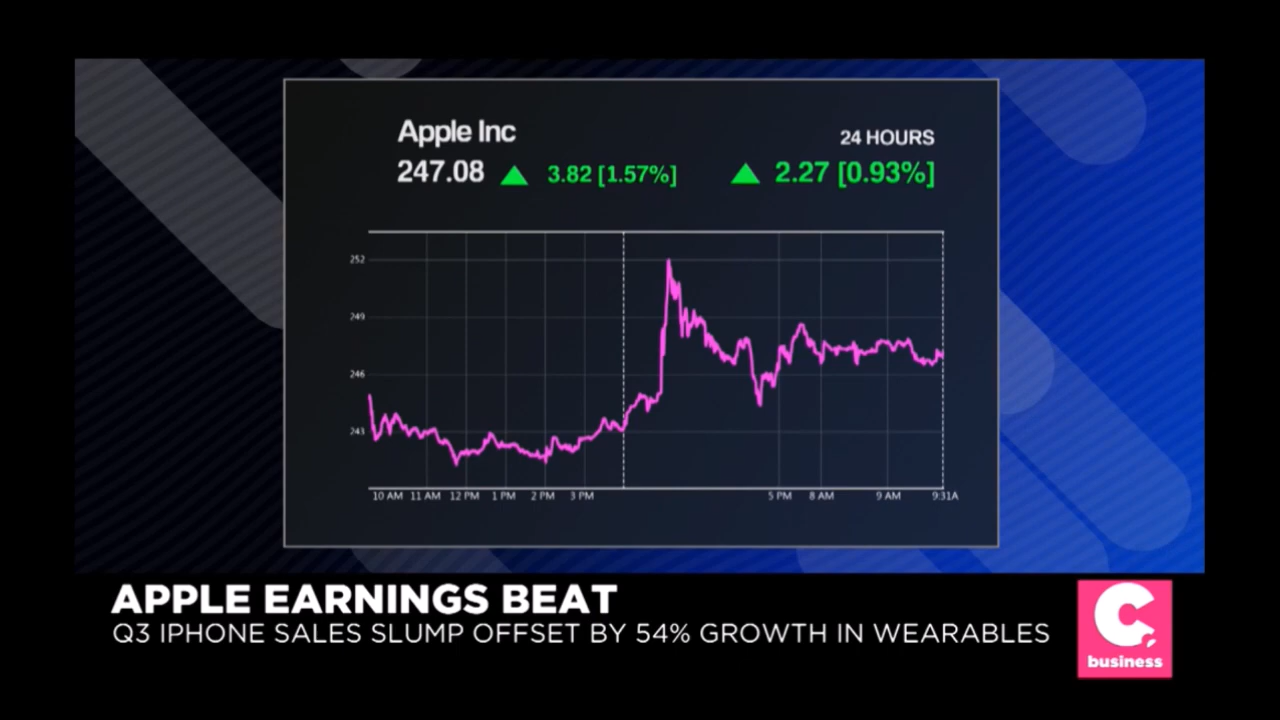 Apple Inc
24 HOURS
247.08 ▲ 3.82 [1.57%] ▲ 2.27 [0.93%]
252
249
246
243
10 AM 11 AM 12 PM 1 PM 2 PM 3 PM 5 PM 8 AM 9 AM 9:31A
APPLE EARNINGS BEAT
Q3 IPHONE SALES SLUMP OFFSET BY 54% GROWTH IN WEARABLES
C
business